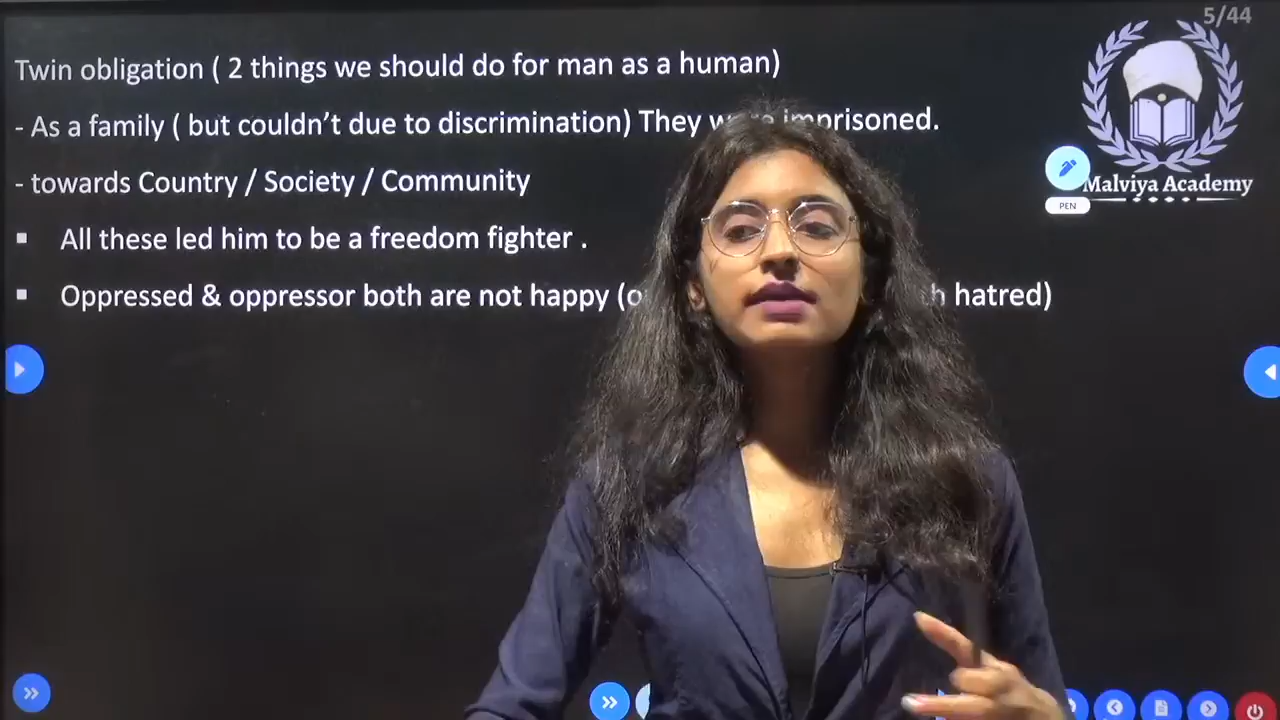 5/44
Twin obligation ( 2 things we should do for man as a human)
- As a family ( but couldn't due to discrimination) They were imprisoned.
- towards Country / Society / Community
▪ All these led him to be a freedom fighter .
▪ Oppressed & oppressor both are not happy ( hatred)
PEN
Malviya Academy